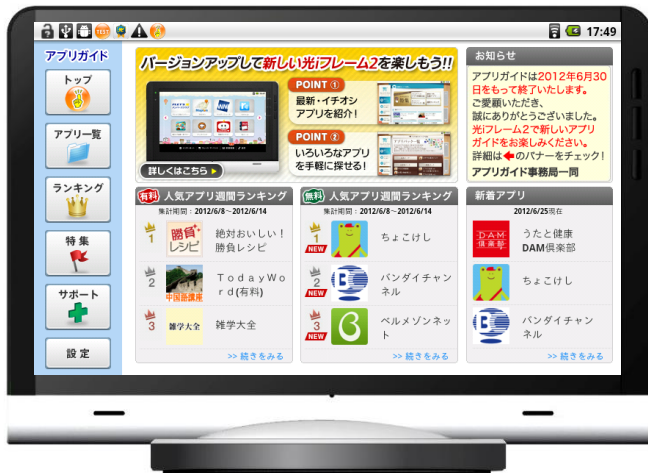 TEST
17:49
アプリガイド
トップ
アプリ一覧
ランキング
特集
サポート
設定
バージョンアップして新しい光iフレーム2を楽しもう!!
POINT ①
最新・イチオシ
アプリを紹介!
POINT ②
いろいろなアプリ
を手軽に探せる!
詳しくはこちら
お知らせ
アプリガイドは2012年6月30
日をもって終了いたします。
ご愛顧いただき、
誠にありがとうございました。
光iフレーム2で新しいアプリ
ガイドをお楽しみください。
詳細は←のバナーをチェック!
アプリガイド事務局一同
有料 人気アプリ週間ランキング
集計期間:2012/6/8~2012/6/14
1
勝負
レシピ
絶対おいしい!
勝負レシピ
2
中国語講座
TodayWo
rd(有料)
3
雑学大全
雑学大全
>> 続きをみる
無料 人気アプリ週間ランキング
集計期間:2012/6/8~2012/6/14
1
NEW
ちょこけし
2
NEW
バンダイチャン
ネル
3
NEW
ベルメゾンネッ
ト
>> 続きをみる
新着アプリ
2012/6/25現在
DAM
倶楽部
うたと健康
DAM倶楽部
ちょこけし
バンダイチャン
ネル
>> 続きをみる